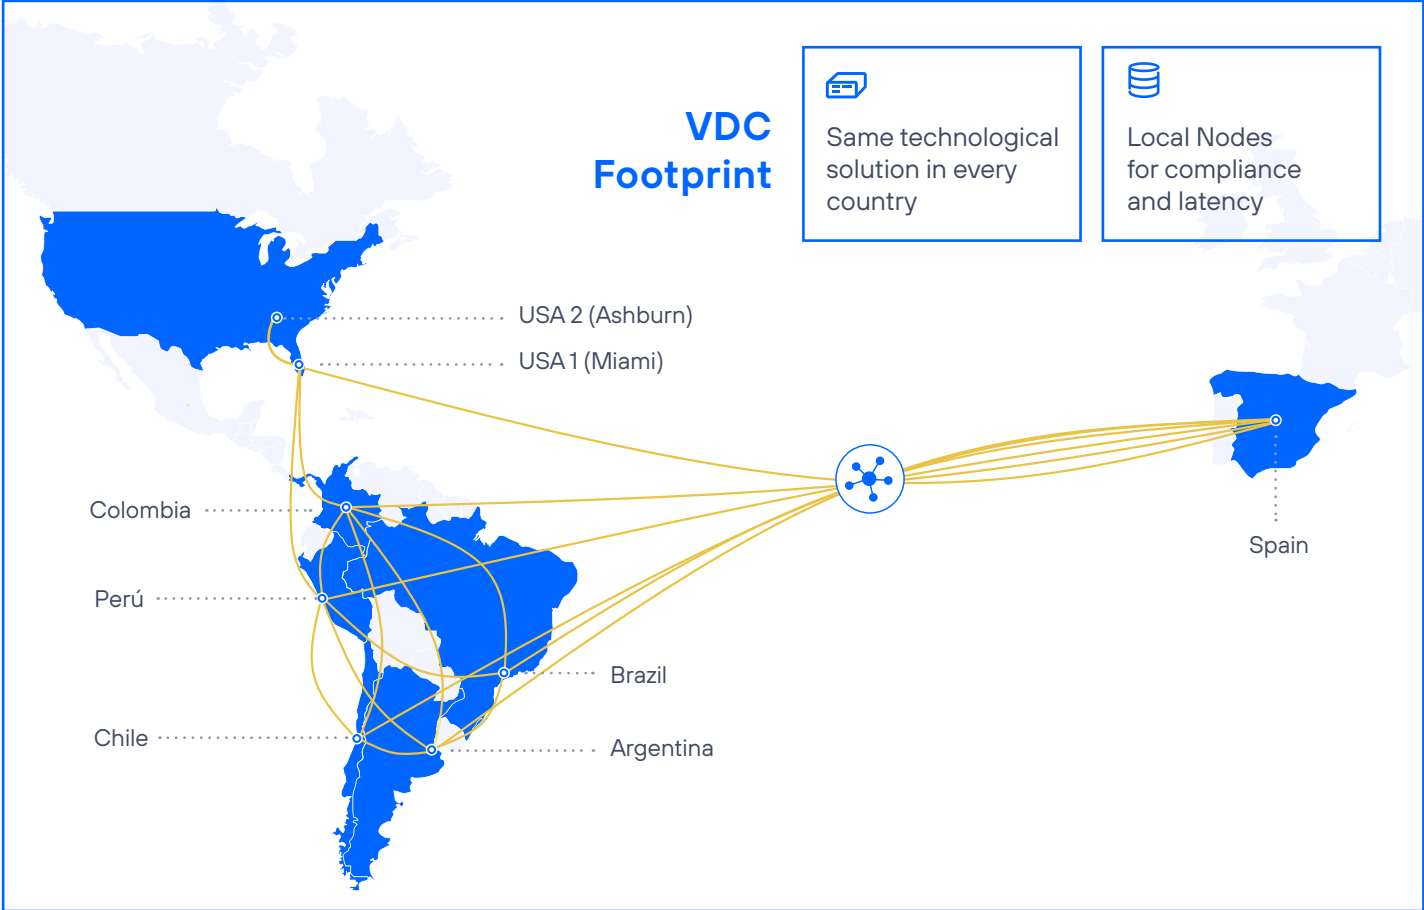 VDC
Footprint
Same technological
solution in every
country
Local Nodes
for compliance
and latency
USA 2 (Ashburn)
USA 1 (Miami)
Colombia
Spain
Perú
Brazil
Chile
Argentina